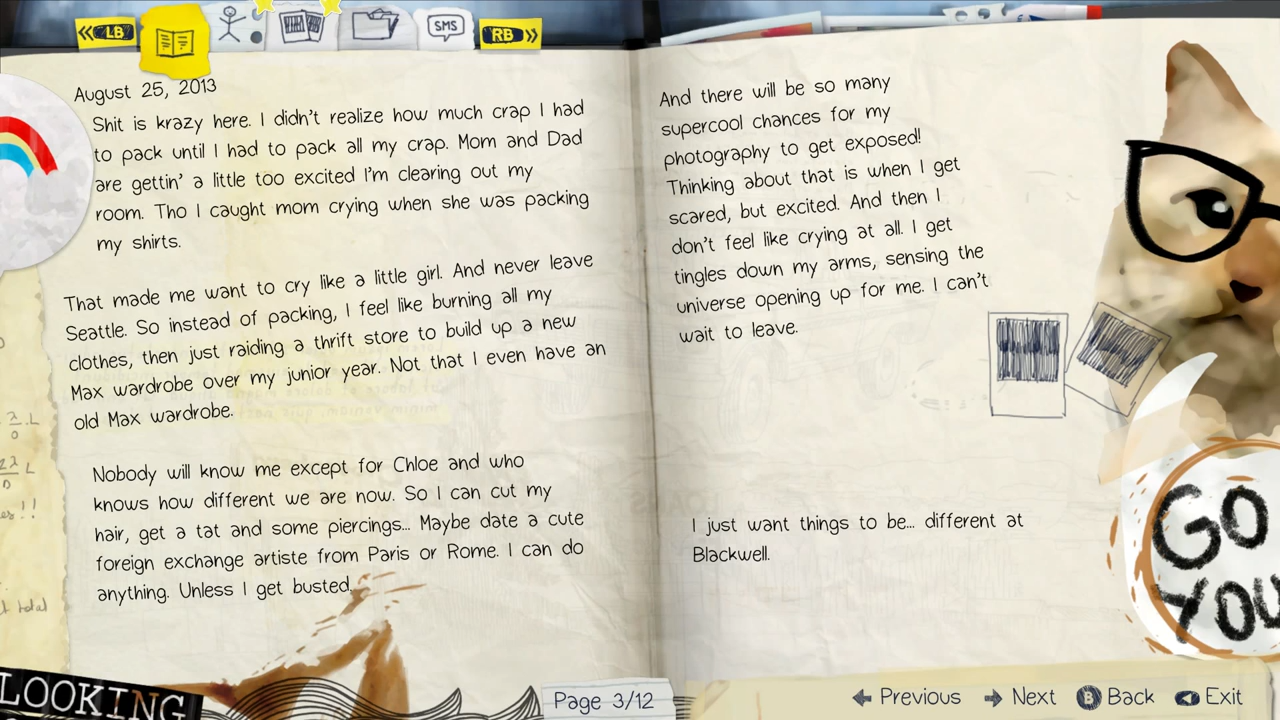 LB
SMS
RB
August 25, 2013
Shit is krazy here. I didn't realize how much crap I had
to pack until I had to pack all my crap. Mom and Dad
are gettin' a little too excited I'm clearing out my
room. Tho I caught mom crying when she was packing
my shirts.
That made me want to cry like a little girl. And never leave
Seattle. So instead of packing, I feel like burning all my
clothes, then just raiding a thrift store to build up a new
Max wardrobe over my junior year. Not that I even have an
old Max wardrobe.
Nobody will know me except for Chloe and who
knows how different we are now. So I can cut my
hair, get a tat and some piercings... Maybe date a cute
foreign exchange artiste from Paris or Rome. I can do
anything. Unless I get busted.
And there will be so many
supercool chances for my
photography to get exposed!
Thinking about that is when I get
scared, but excited. And then I
don't feel like crying at all. I get
tingles down my arms, sensing the
universe opening up for me. I can't
wait to leave.
I just want things to be... different at
Blackwell.
GO
YOU
LOOKING
Page 3/12
Previous
Next
B Back
Exit